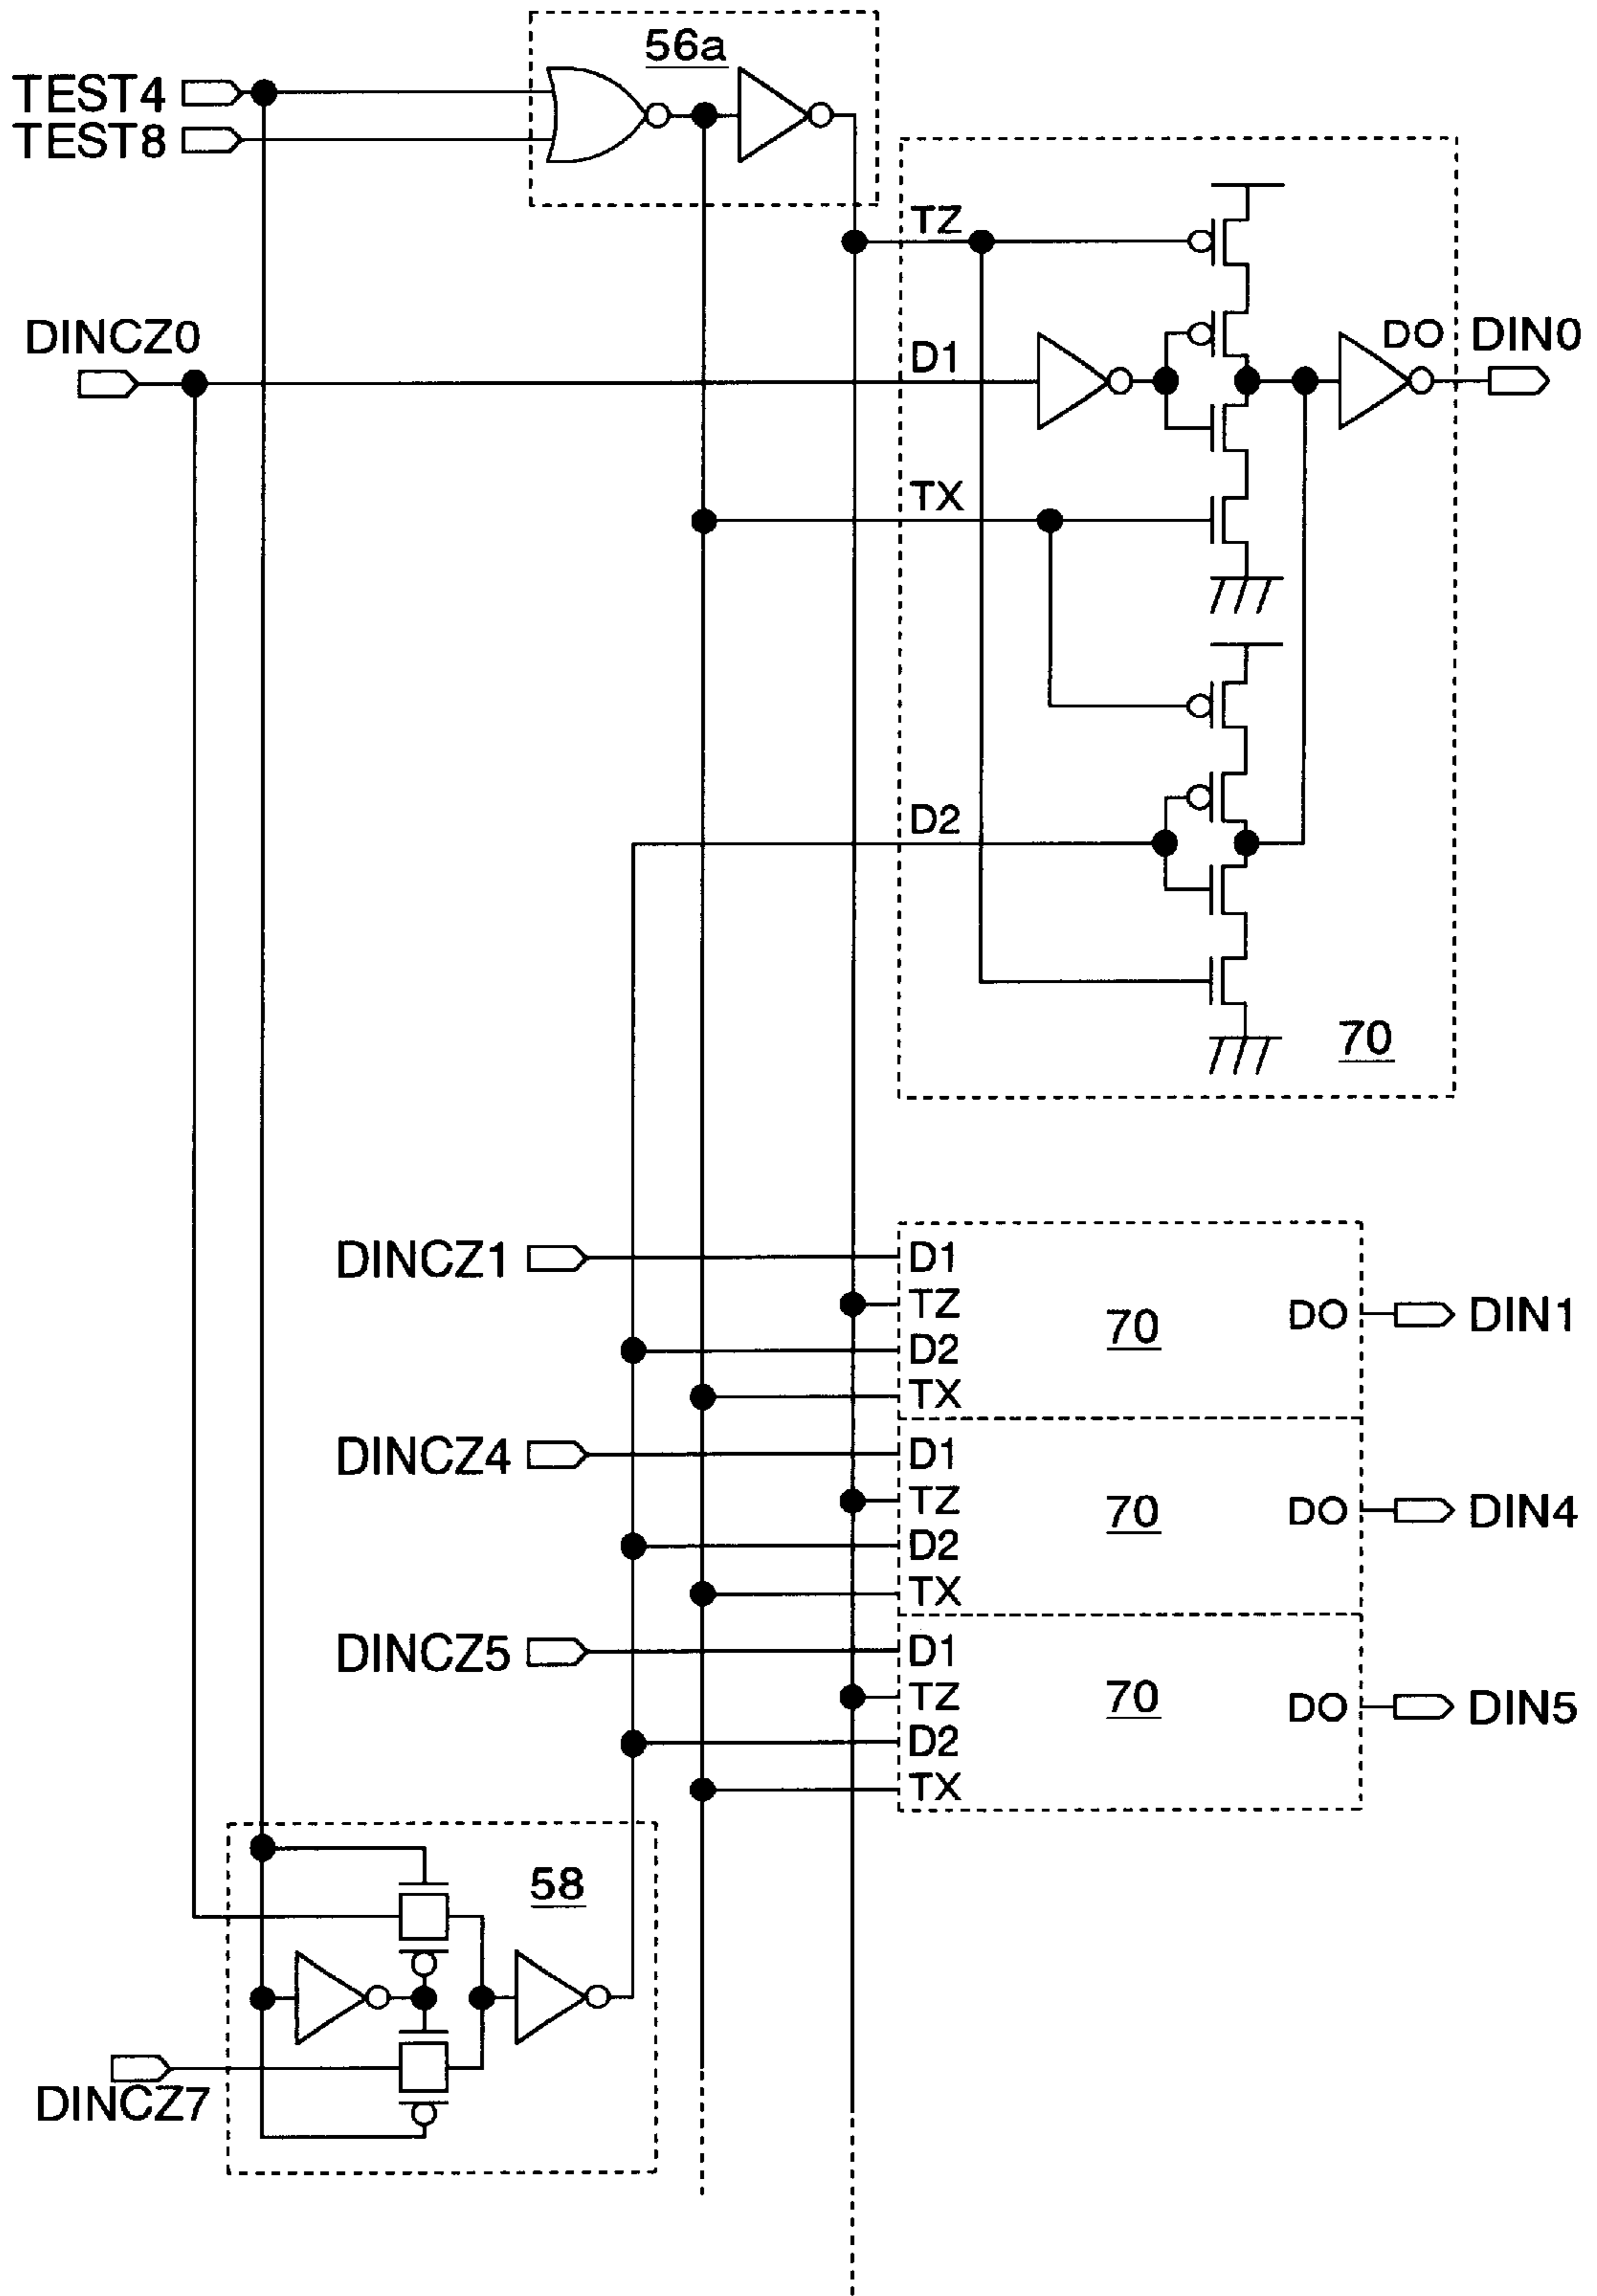 56a
TEST4
TEST8
TZ
DINCZ0
D1
DO
DIN0
TX
D2
70
DINCZ1
D1
TZ
D2
TX
70
DO
DIN1
DINCZ4
D1
TZ
D2
TX
70
DO
DIN4
DINCZ5
D1
TZ
D2
TX
70
DO
DIN5
58
DINCZ7